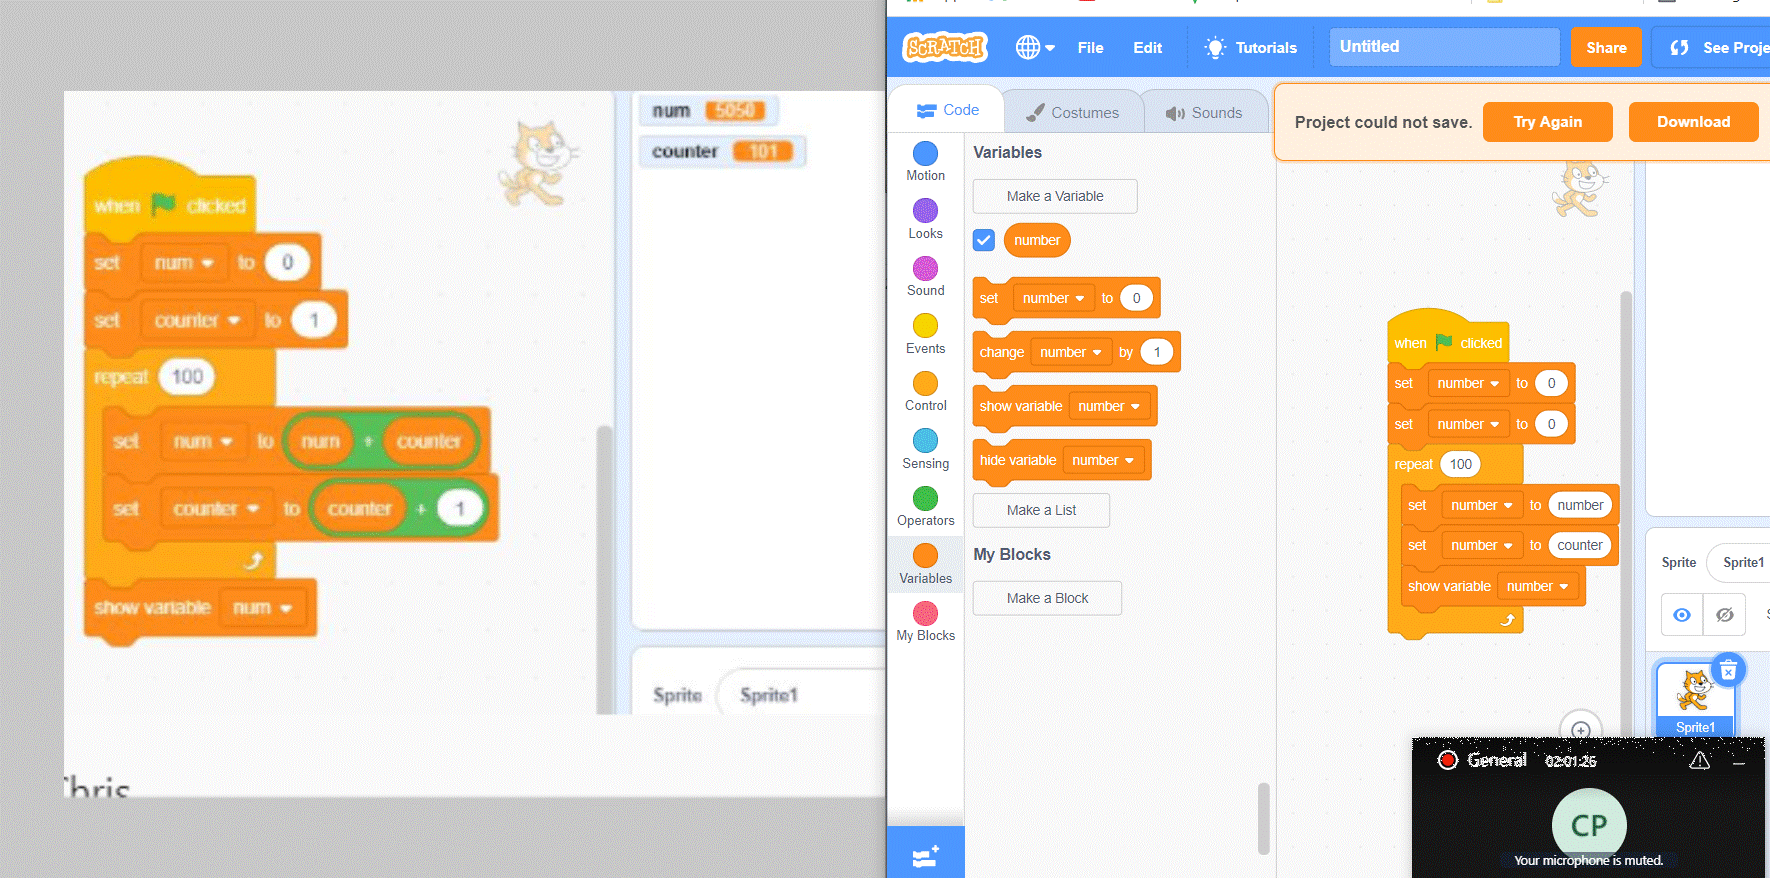 num 5050
counter 101
when clicked
set num to 0
set counter to 1
repeat 100
set num to num + counter
set counter to counter + 1
show variable num
Sprite Sprite1
SCRATCH File Edit Tutorials Untitled Share See Proje
Code Costumes Sounds
Project could not save. Try Again Download
Motion
Looks
Sound
Events
Control
Sensing
Operators
Variables
My Blocks
Variables
Make a Variable
number
set number to 0
change number by 1
show variable number
hide variable number
Make a List
My Blocks
Make a Block
when clicked
set number to 0
set number to 0
repeat 100
set number to number
set number to counter
show variable number
Sprite Sprite1
Sprite1
General 02:01:26
CP
Your microphone is muted.